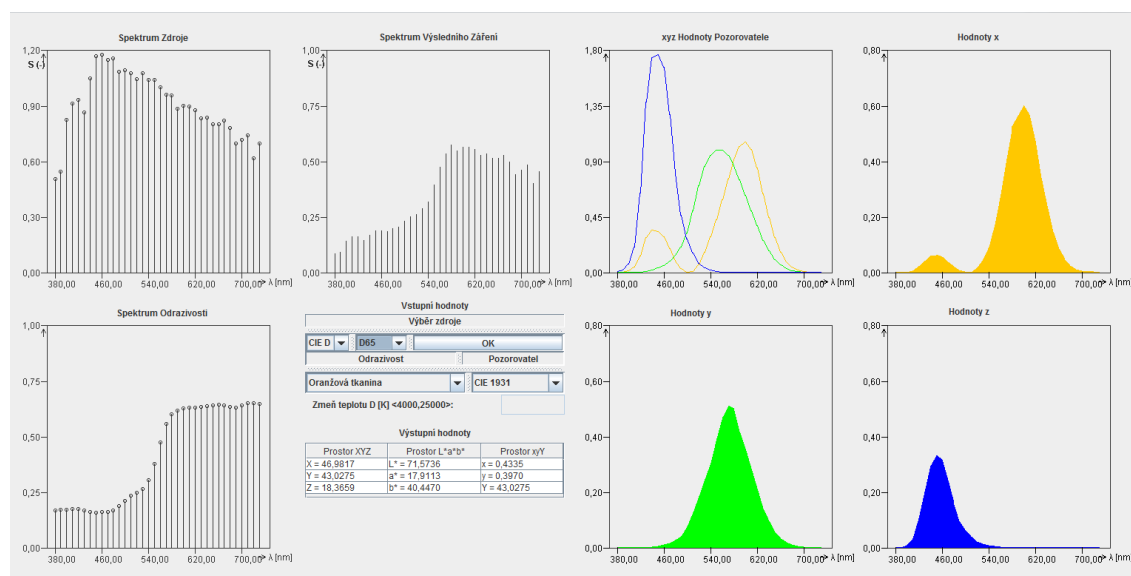 Spektrum Zdroje
1,20
S (-)
0,90
0,60
0,30
0,00
380,00 460,00 540,00 620,00 700,00 λ [nm]
Spektrum Výsledniho Záření
1,00
S (-)
0,75
0,50
0,25
0,00
380,00 460,00 540,00 620,00 700,00 λ [nm]
xyz Hodnoty Pozorovatele
1,80
1,35
0,90
0,45
0,00
380,00 460,00 540,00 620,00 700,00 λ [nm]
Hodnoty x
0,80
0,60
0,40
0,20
0,00
380,00 460,00 540,00 620,00 700,00 λ [nm]
Spektrum Odrazivosti
1,00
0,75
0,50
0,25
0,00
380,00 460,00 540,00 620,00 700,00 λ [nm]
Vstupní hodnoty
Výběr zdroje
CIE D D65 OK
Odrazivost Pozorovatel
Oranžová tkanina CIE 1931
Zmeň teplotu D [K] <4000,25000>:
Výstupní hodnoty
Prostor XYZ Prostor L*a*b* Prostor xyY
X = 46,9817 L* = 71,5736 x = 0,4335
Y = 43,0275 a* = 17,9113 y = 0,3970
Z = 18,3659 b* = 40,4470 Y = 43,0275
Hodnoty y
0,80
0,60
0,40
0,20
0,00
380,00 460,00 540,00 620,00 700,00 λ [nm]
Hodnoty z
0,80
0,60
0,40
0,20
0,00
380,00 460,00 540,00 620,00 700,00 λ [nm]